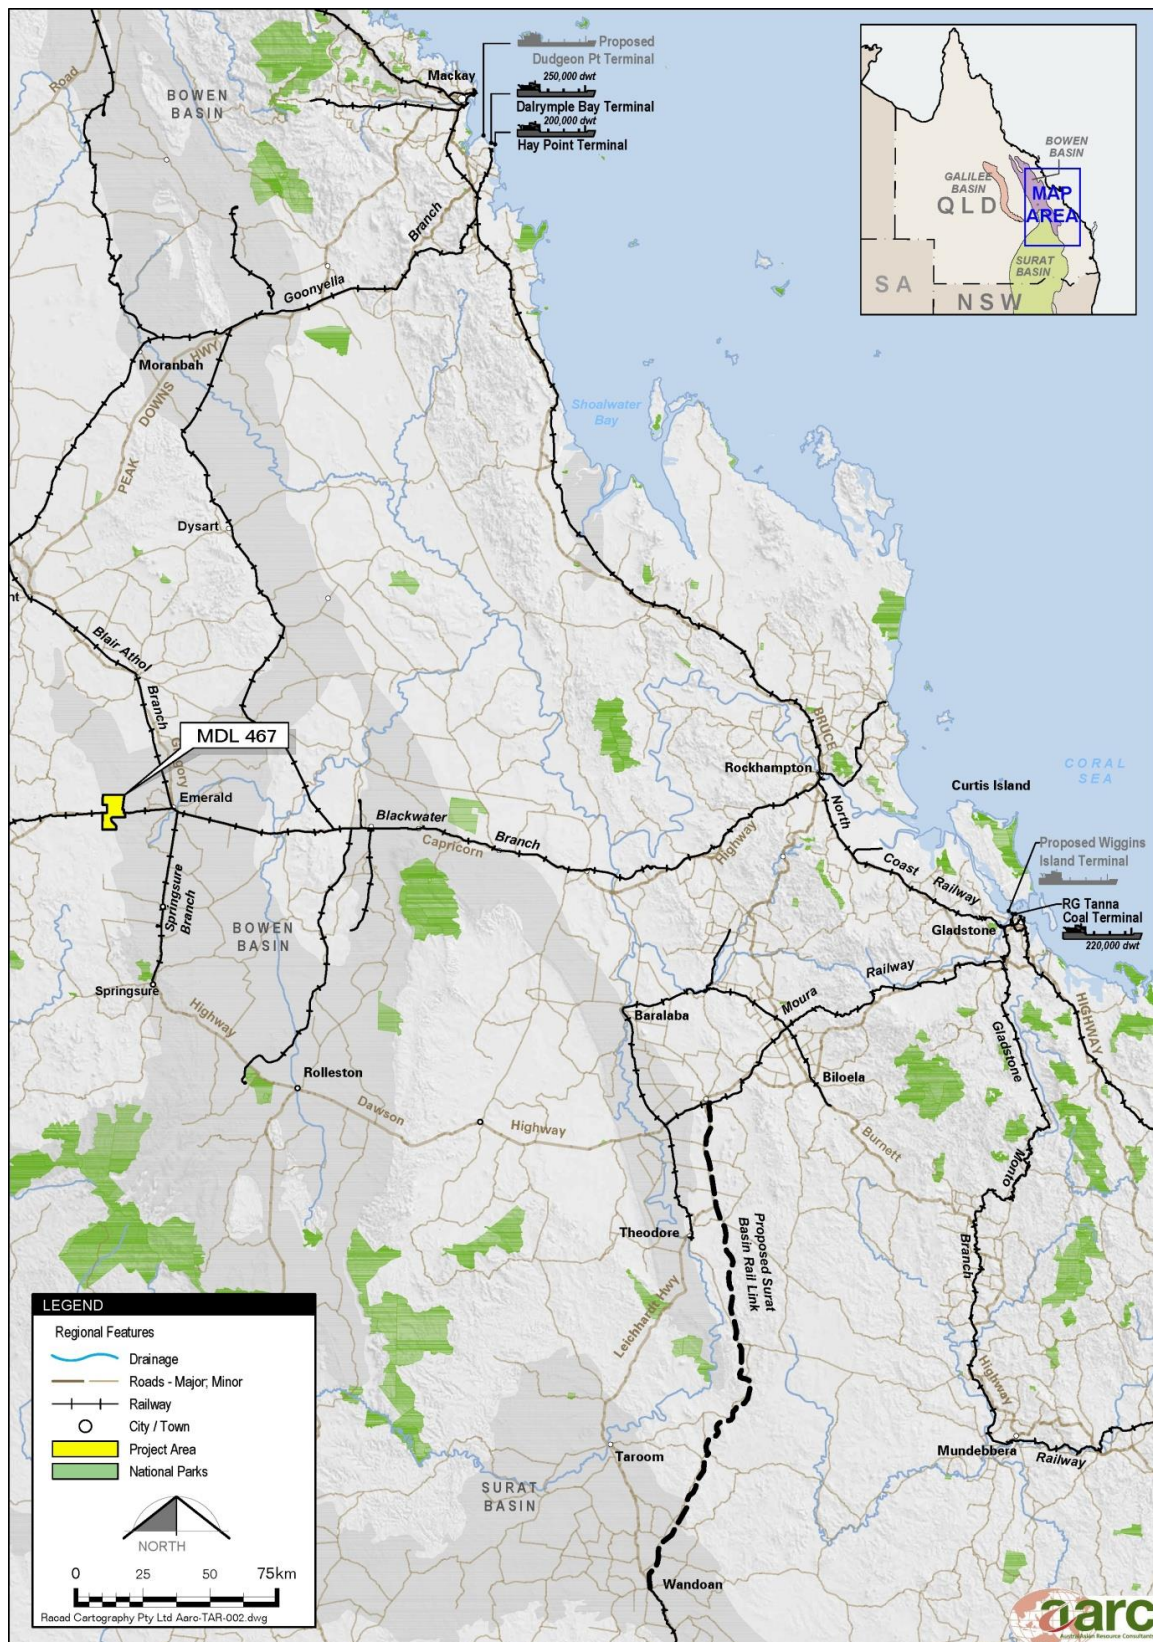 Proposed
Dudgeon Pt Terminal
250,000 dwt
Dalrymple Bay Terminal
200,000 dwt
Hay Point Terminal
Mackay
Road
BOWEN
BASIN
BOWEN
BASIN
GALILEE
BASIN
QLD
MAP
AREA
SURAT
BASIN
SA
NSW
Branch
Goonyella
HWY
Moranbah
DOWNS
PEAK
Shoalwater
Bay
Dysart
nt
Blair Athol
Branch
MDL 467
Gregory
Emerald
BRUCE
Rockhampton
CORAL
SEA
Curtis Island
Blackwater
Branch
Capricorn
Highway
North
Coast
Railway
Proposed Wiggins
Island Terminal
RG Tanna
Coal Terminal
220,000 dwt
Gladstone
Springsure
Branch
BOWEN
BASIN
Springsure
Highway
Railway
Moura
Baralaba
HIGHWAY
Gladstone
Rolleston
Biloela
Dawson
Highway
Burnett
Monto
Theodore
Proposed Surat
Basin Rail Link
Branch
Leichhardt Hwy
Highway
Taroom
Mundebbera
Railway
SURAT
BASIN
Wandoan
LEGEND
Regional Features
Drainage
Roads - Major; Minor
Railway
City / Town
Project Area
National Parks
NORTH
0 25 50 75km
Racad Cartography Pty Ltd Aarc-TAR-002.dwg
aarc
AustralAsian Resource Consultants